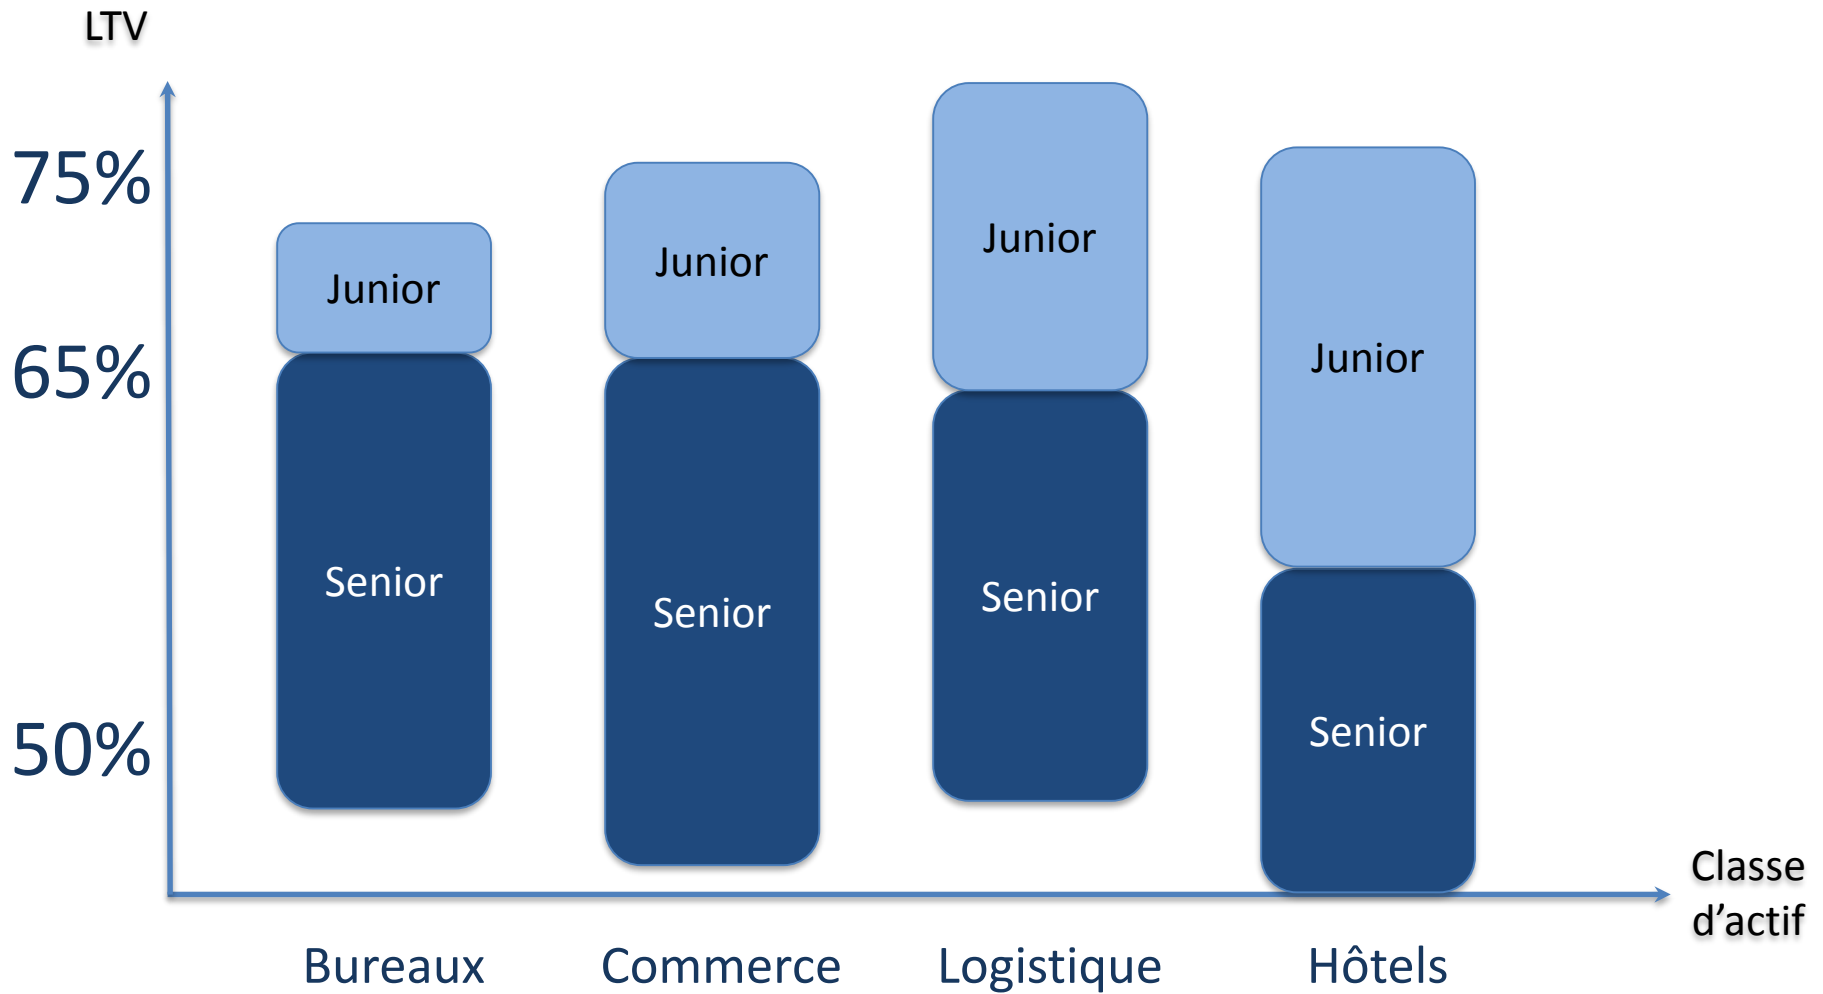 LTV
75%
65%
50%
Junior
Senior
Junior
Senior
Junior
Senior
Junior
Senior
Classe
d’actif
Bureaux
Commerce
Logistique
Hôtels